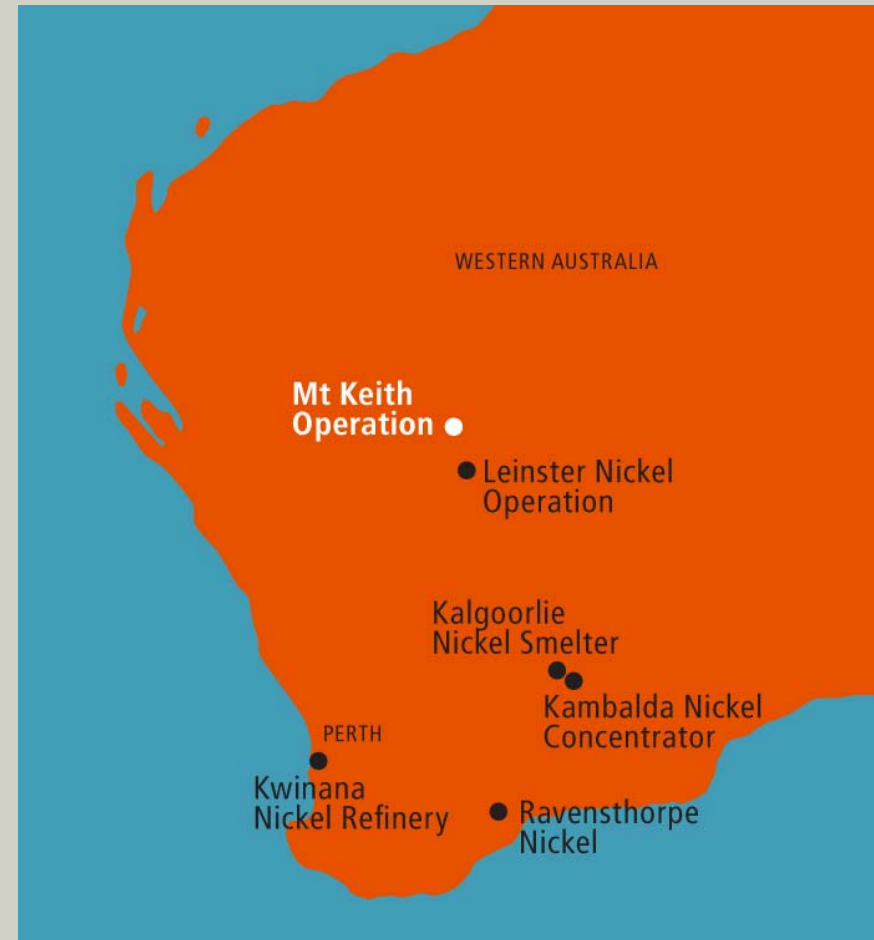 WESTERN AUSTRALIA
Mt Keith
Operation
Leinster Nickel
Operation
Kalgoorlie
Nickel Smelter
Kambalda Nickel
Concentrator
PERTH
Kwinana
Nickel Refinery
Ravensthorpe
Nickel